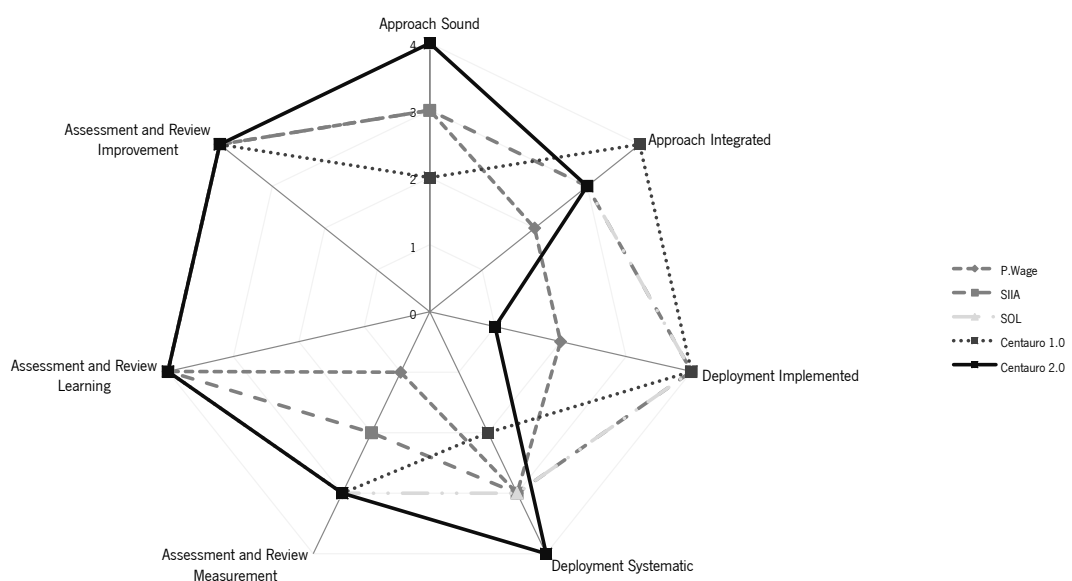 Approach Sound
4
Assessment and Review
Improvement
3
Approach Integrated
2
1
P.Wage
SIIA
0
SOL
Centauro 1.0
Assessment and Review
Learning
Centauro 2.0
Deployment Implemented
Assessment and Review
Measurement
Deployment Systematic